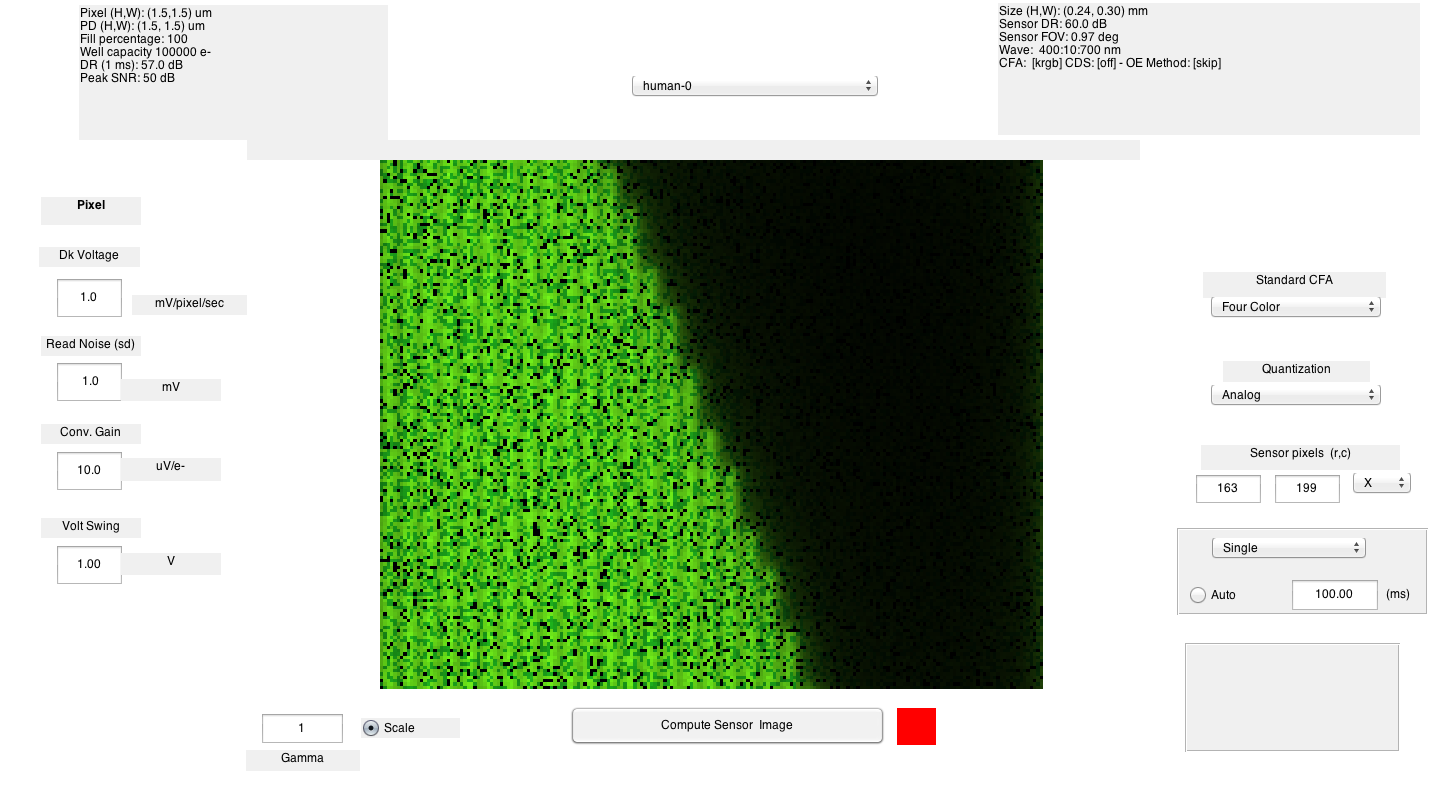 Pixel (H,W): (1.5,1.5) um
PD (H,W): (1.5, 1.5) um
Fill percentage: 100
Well capacity 100000 e-
DR (1 ms): 57.0 dB
Peak SNR: 50 dB
human-0
Size (H,W): (0.24, 0.30) mm
Sensor DR: 60.0 dB
Sensor FOV: 0.97 deg
Wave: 400:10:700 nm
CFA: [krgb] CDS: [off] - OE Method: [skip]
Pixel
Dk Voltage
1.0 mV/pixel/sec
Read Noise (sd)
1.0 mV
Conv. Gain
10.0 uV/e-
Volt Swing
1.00 V
Standard CFA
Four Color
Quantization
Analog
Sensor pixels (r,c)
163 199 X
Single
Auto 100.00 (ms)
1 Scale
Gamma
Compute Sensor Image